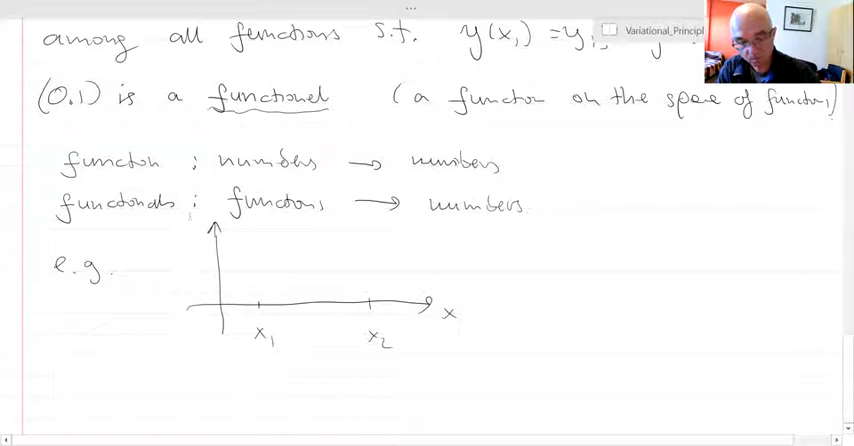 among all functions s.t. y(x₁) = y₁, y
Variational_Principl
(0.1) is a functional (a function on the space of functions)
function : numbers → numbers
functionals : functions → numbers.
e.g.
x
x₁ x₂